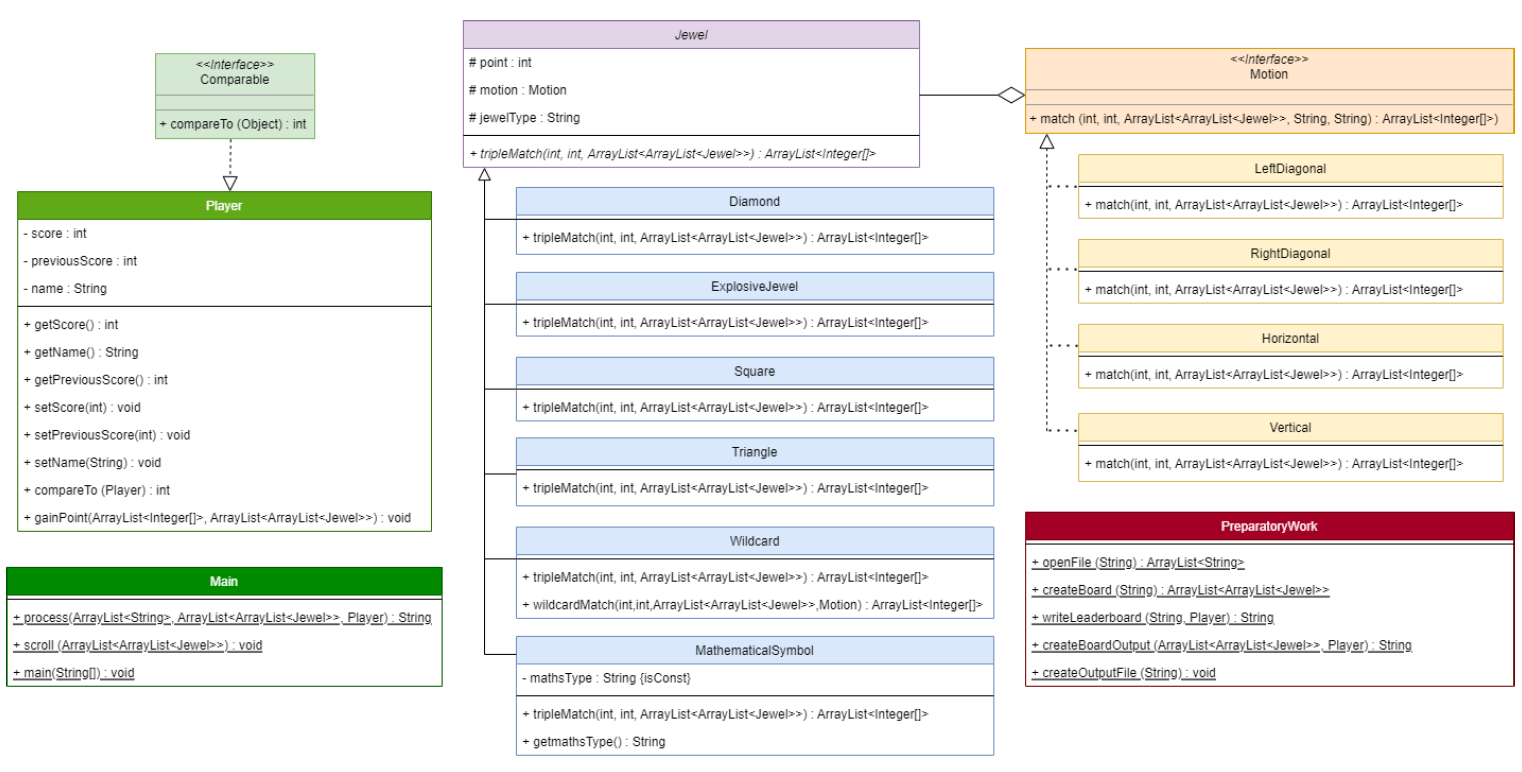 <<Interface>>
Comparable
+ compareTo (Object) : int
Player
- score : int
- previousScore : int
- name : String
+ getScore() : int
+ getName() : String
+ getPreviousScore() : int
+ setScore(int) : void
+ setPreviousScore(int) : void
+ setName(String) : void
+ compareTo (Player) : int
+ gainPoint(ArrayList<Integer[]>, ArrayList<ArrayList<Jewel>>) : void
Main
+ process(ArrayList<String>, ArrayList<ArrayList<Jewel>>, Player) : String
+ scroll (ArrayList<ArrayList<Jewel>>) : void
+ main(String[]) : void
Jewel
# point : int
# motion : Motion
# jewelType : String
+ tripleMatch(int, int, ArrayList<ArrayList<Jewel>>) : ArrayList<Integer[]>
Diamond
+ tripleMatch(int, int, ArrayList<ArrayList<Jewel>>) : ArrayList<Integer[]>
ExplosiveJewel
+ tripleMatch(int, int, ArrayList<ArrayList<Jewel>>) : ArrayList<Integer[]>
Square
+ tripleMatch(int, int, ArrayList<ArrayList<Jewel>>) : ArrayList<Integer[]>
Triangle
+ tripleMatch(int, int, ArrayList<ArrayList<Jewel>>) : ArrayList<Integer[]>
Wildcard
+ tripleMatch(int, int, ArrayList<ArrayList<Jewel>>) : ArrayList<Integer[]>
+ wildcardMatch(int,int,ArrayList<ArrayList<Jewel>>,Motion) : ArrayList<Integer[]>
MathematicalSymbol
- mathsType : String {isConst}
+ tripleMatch(int, int, ArrayList<ArrayList<Jewel>>) : ArrayList<Integer[]>
+ getmathsType() : String
<<Interface>>
Motion
+ match (int, int, ArrayList<ArrayList<Jewel>>, String, String) : ArrayList<Integer[]>)
LeftDiagonal
+ match(int, int, ArrayList<ArrayList<Jewel>>) : ArrayList<Integer[]>
RightDiagonal
+ match(int, int, ArrayList<ArrayList<Jewel>>) : ArrayList<Integer[]>
Horizontal
+ match(int, int, ArrayList<ArrayList<Jewel>>) : ArrayList<Integer[]>
Vertical
+ match(int, int, ArrayList<ArrayList<Jewel>>) : ArrayList<Integer[]>
PreparatoryWork
+ openFile (String) : ArrayList<String>
+ createBoard (String) : ArrayList<ArrayList<Jewel>>
+ writeLeaderboard (String, Player) : String
+ createBoardOutput (ArrayList<ArrayList<Jewel>>, Player) : String
+ createOutputFile (String) : void